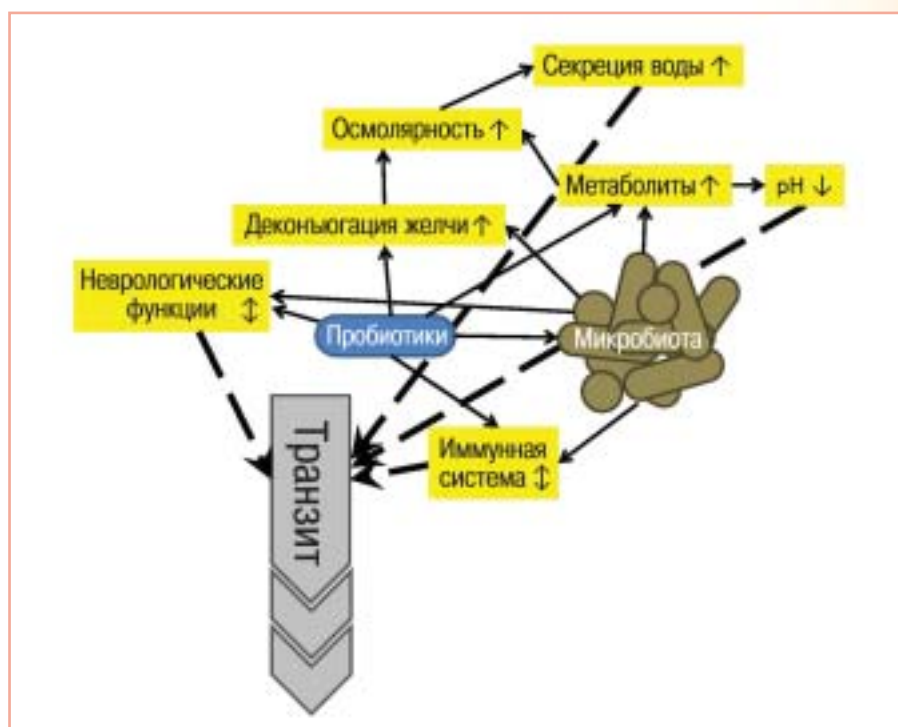 Секреция воды ↑
Осмолярность ↑
Метаболиты ↑
pH ↓
Деконъюгация желчи ↑
Неврологические
функции ↕
Пробиотики
Микробиота
Иммунная
система ↕
Транзит